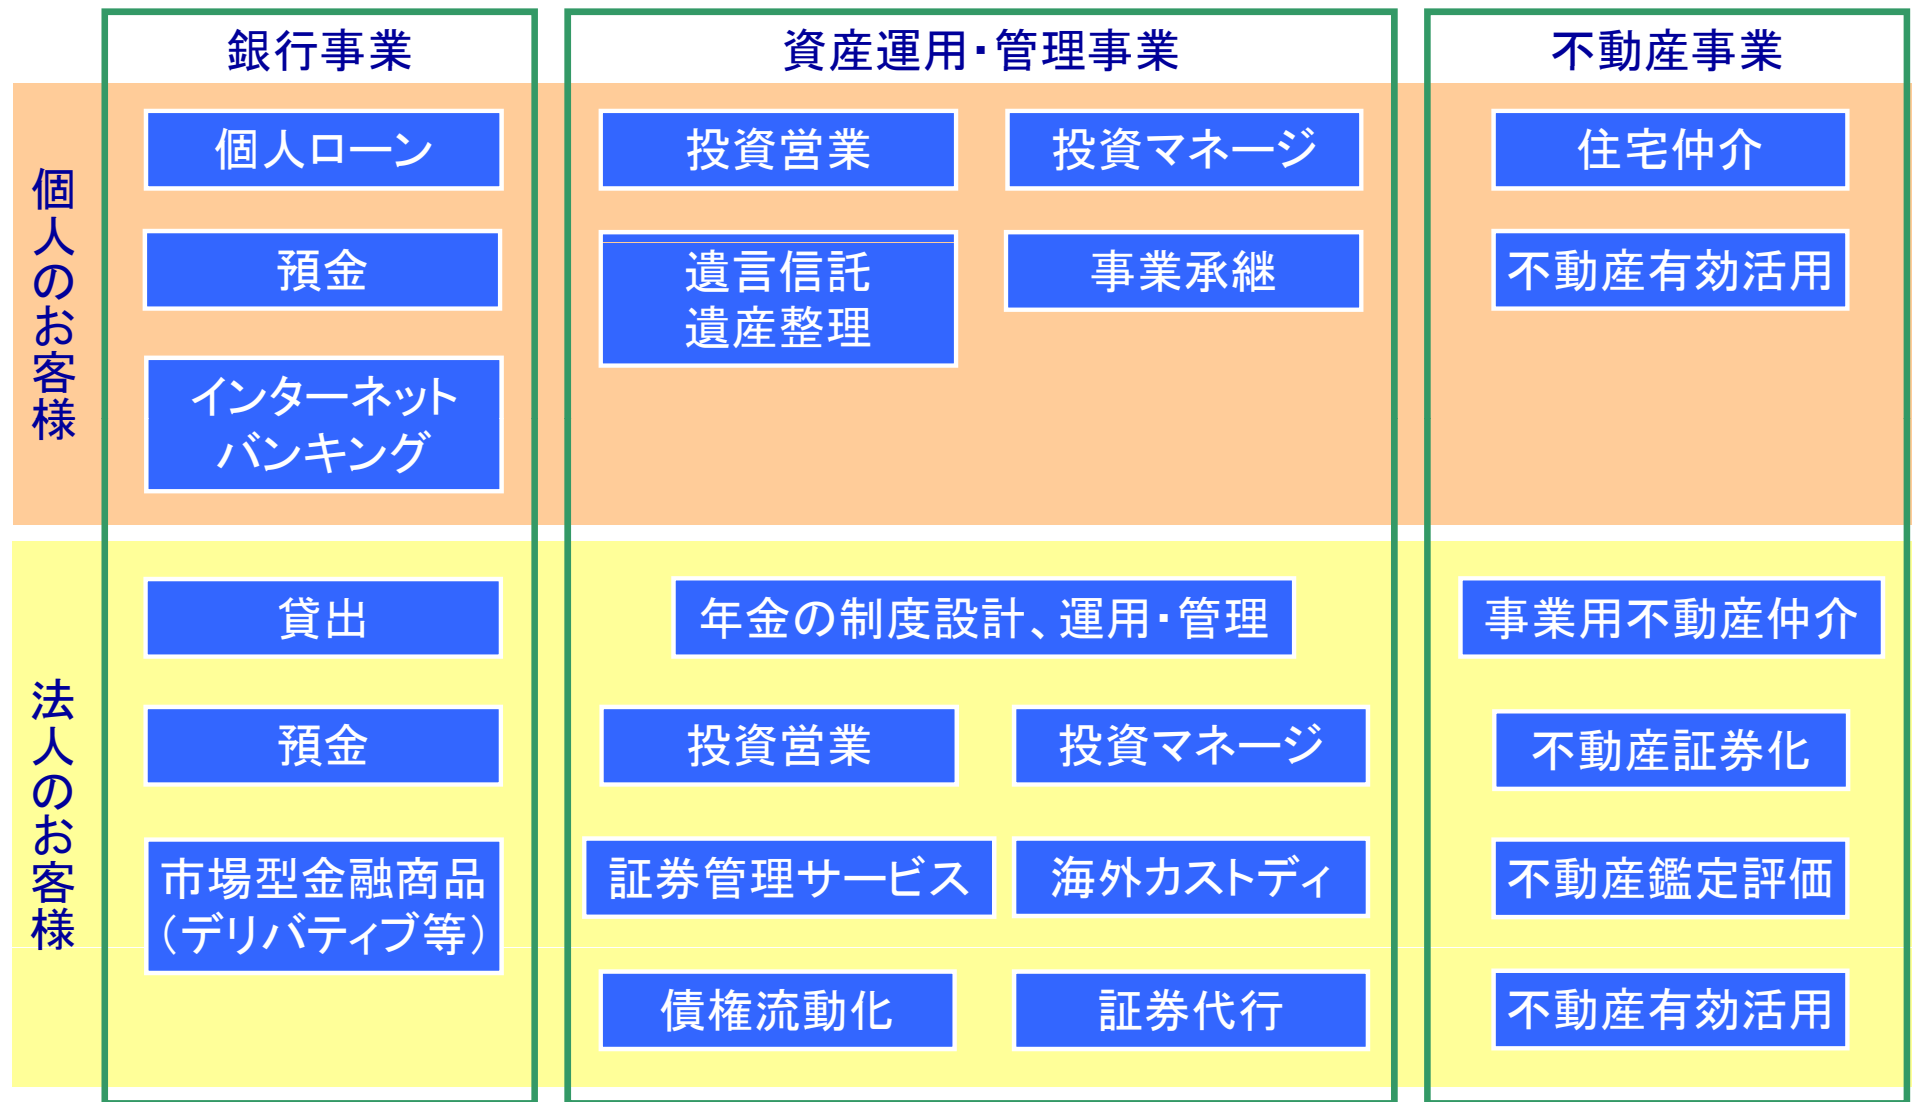 銀行事業
資産運用・管理事業
不動産事業
個人のお客様
個人ローン
投資営業
投資マネージ
住宅仲介
預金
遺言信託
遺産整理
事業承継
不動産有効活用
インターネット
バンキング
法人のお客様
貸出
年金の制度設計、運用・管理
事業用不動産仲介
預金
投資営業
投資マネージ
不動産証券化
市場型金融商品
（デリバティブ等）
証券管理サービス
海外カストディ
不動産鑑定評価
債権流動化
証券代行
不動産有効活用